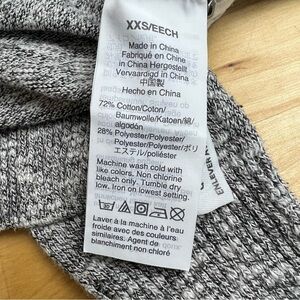 XXS/EECH
Made in China
Fabriqué en Chine
in China Hergestellt
Vervaardigd in China
中国製
Hecho en China
72% Cotton/Coton/
Baumwolle/Katoen/綿/
algodón
28% Polyester/Polyester/
Polyester/Polyester/ポリ
エステル/poliéster
Machine wash cold with
like colors. Non chlorine
bleach only. Tumble dry
low. Iron on lowest setting.
Laver à la machine à froid
avec des couleurs
similaires. Agent de
blanchiment non chloré